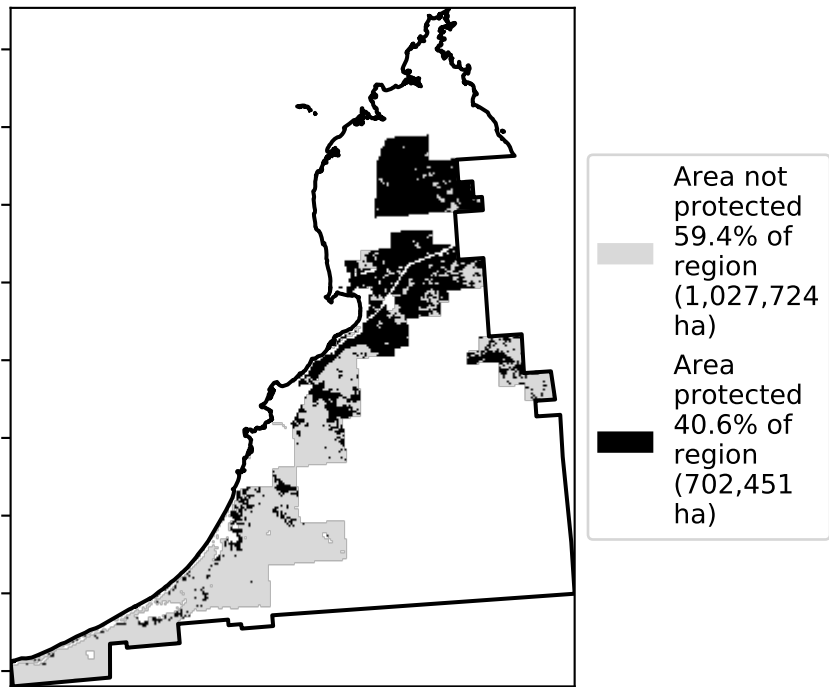 Area not
protected
59.4% of
region
(1,027,724
ha)
Area
protected
40.6% of
region
(702,451
ha)